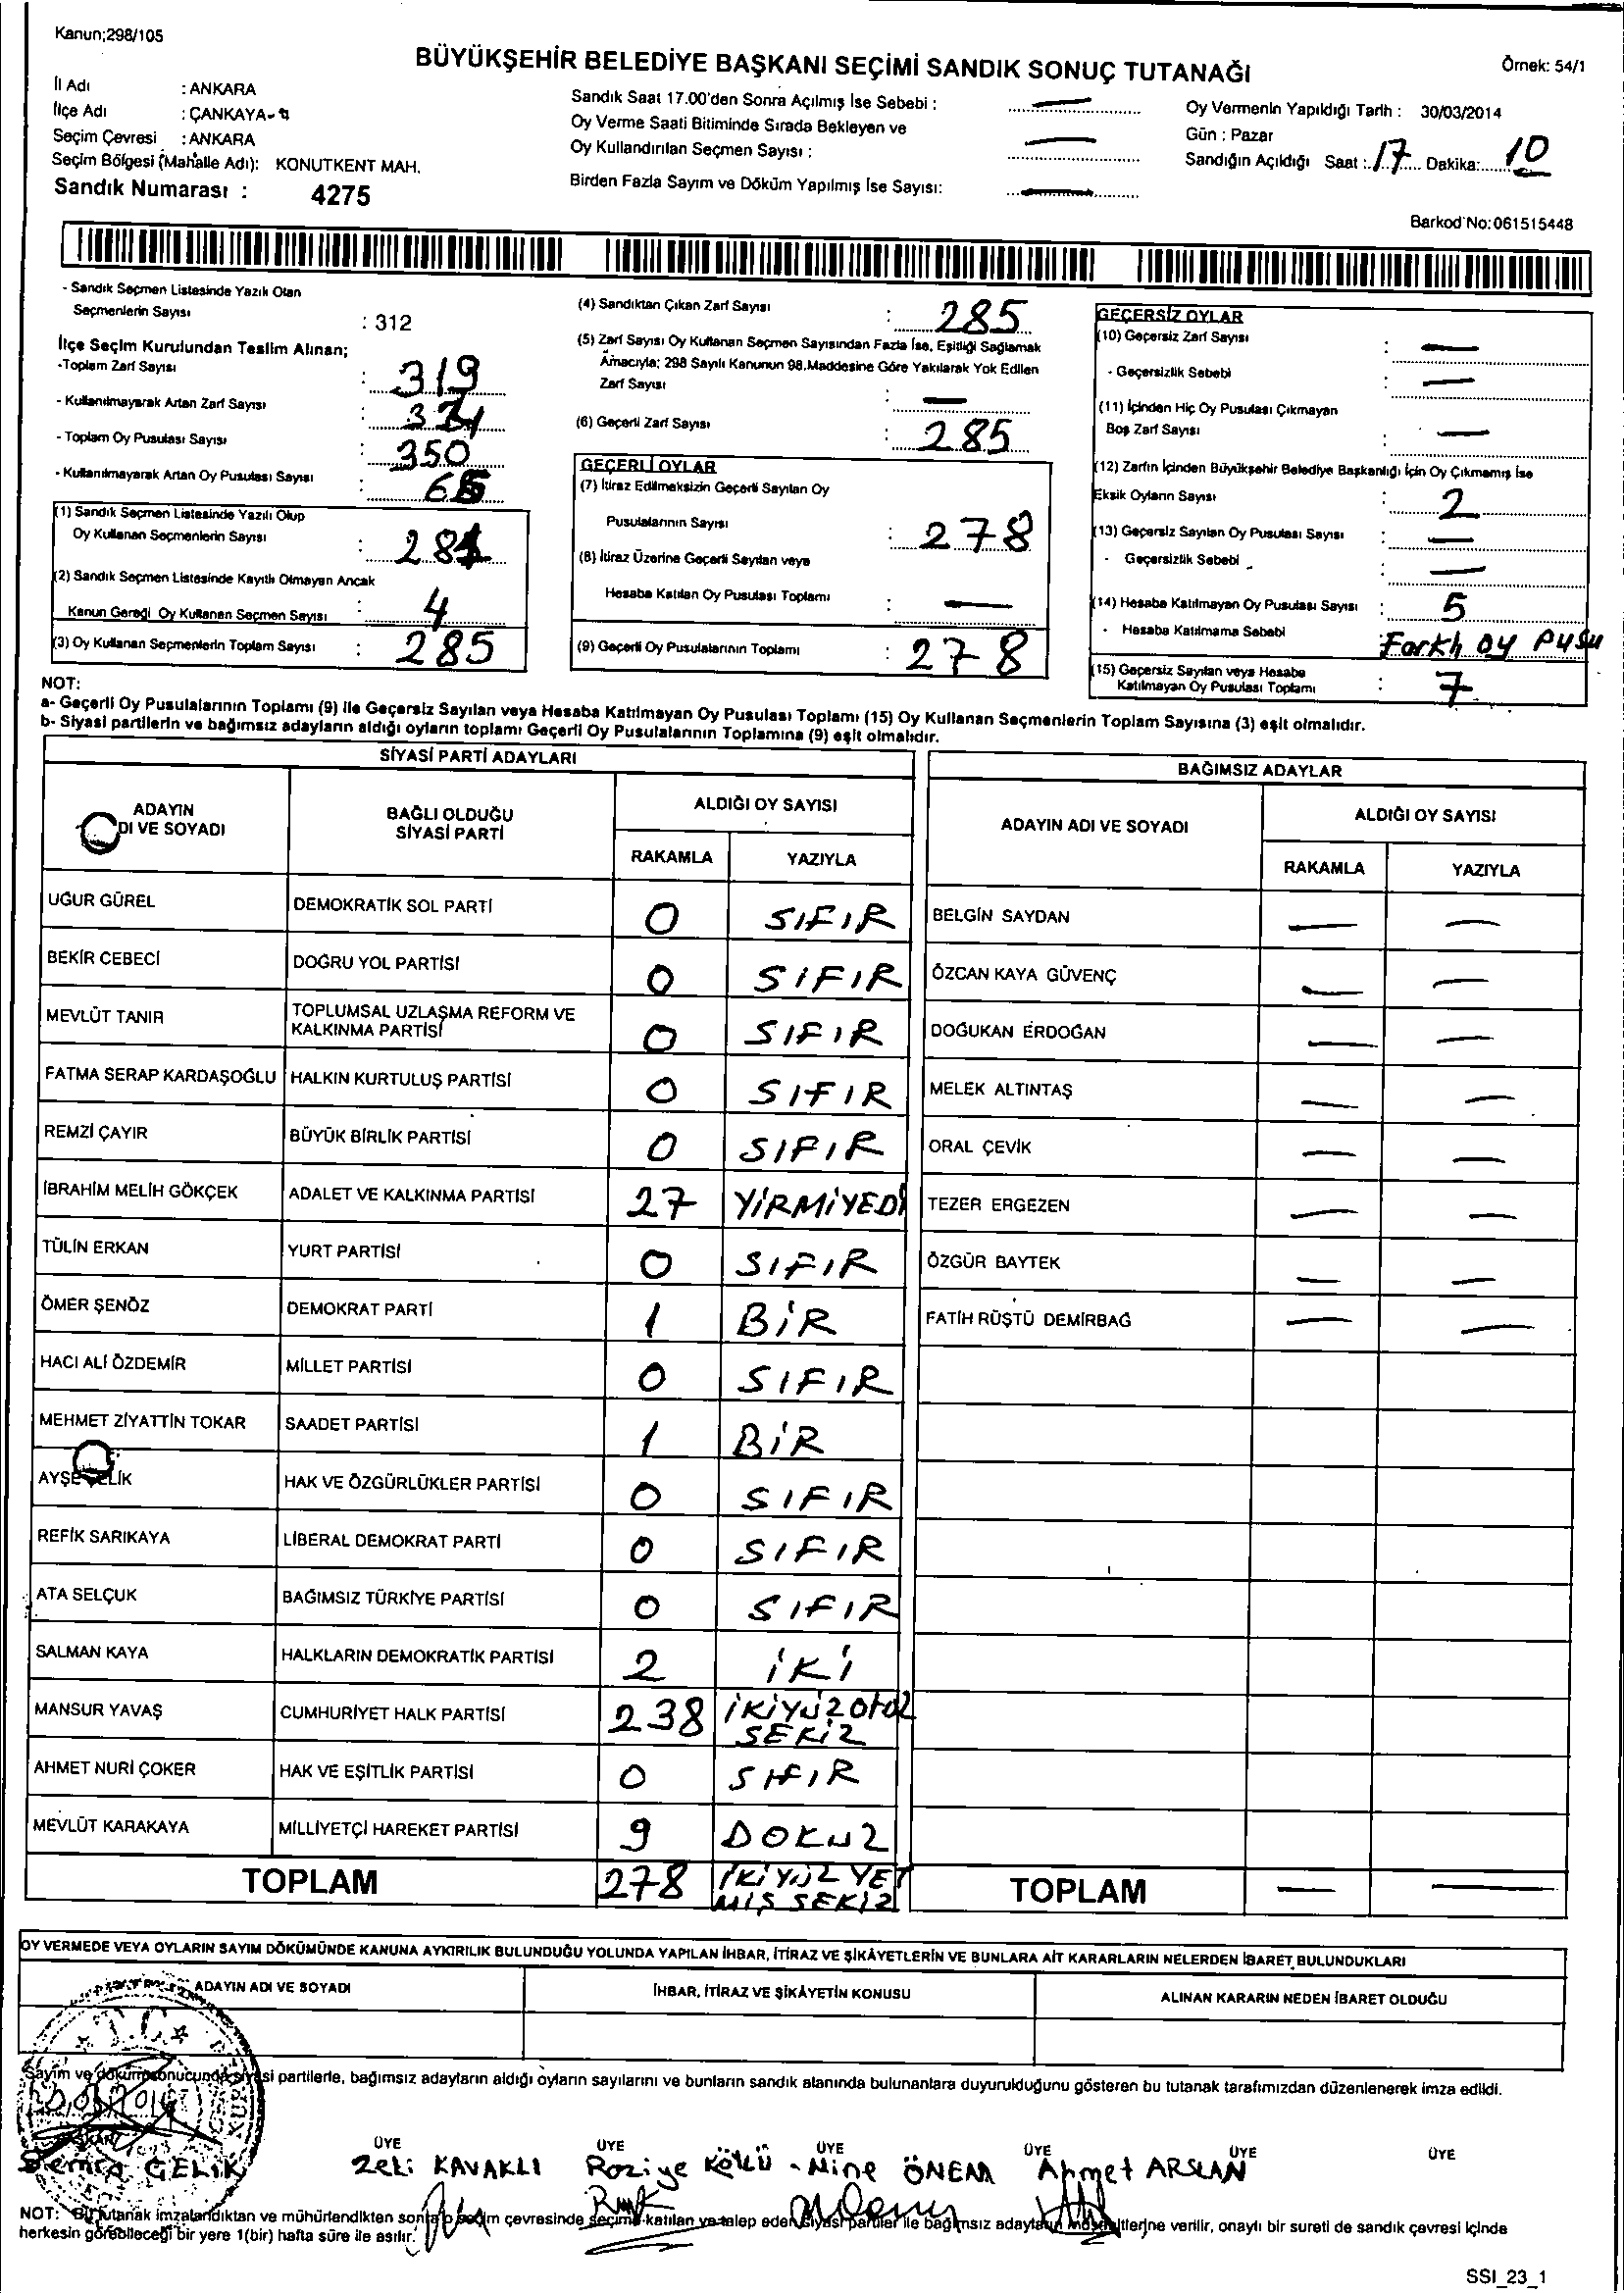 Kanun;298/105
BÜYÜKŞEHİR BELEDİYE BAŞKANI SEÇİMİ SANDIK SONUÇ TUTANAĞI
Örnek: 54/1
İl Adı : ANKARA
İlçe Adı : ÇANKAYA-
Seçim Çevresi : ANKARA
Seçim Bölgesi (Mahalle Adı): KONUTKENT MAH.
Sandık Numarası : 4275
Sandık Saat 17.00'den Sonra Açılmış İse Sebebi : —
Oy Verme Saati Bitiminde Sırada Bekleyen ve
Oy Kullandırılan Seçmen Sayısı : —
Birden Fazla Sayım ve Döküm Yapılmış İse Sayısı: —
Oy Vermenin Yapıldığı Tarih : 30/03/2014
Gün : Pazar
Sandığın Açıldığı Saat : 17 Dakika: 10
Barkod No:061515448
- Sandık Seçmen Listesinde Yazılı Olan
Seçmenlerin Sayısı : 312
İlçe Seçim Kurulundan Teslim Alınan;
-Toplam Zarf Sayısı : 319
- Kullanılmayarak Artan Zarf Sayısı :
- Toplam Oy Pusulası Sayısı : 350
- Kullanılmayarak Artan Oy Pusulası Sayısı :
(1) Sandık Seçmen Listesinde Yazılı Olup
Oy Kullanan Seçmenlerin Sayısı : 281
(2) Sandık Seçmen Listesinde Kayıtlı Olmayan Ancak
Kanun Gereği Oy Kullanan Seçmen Sayısı : 4
(3) Oy Kullanan Seçmenlerin Toplam Sayısı : 285
(4) Sandıktan Çıkan Zarf Sayısı : 285
(5) Zarf Sayısı Oy Kullanan Seçmen Sayısından Fazla İse, Eşitliği Sağlamak
Amacıyla; 298 Sayılı Kanunun 98.Maddesine Göre Yakılarak Yok Edilen
Zarf Sayısı : —
(6) Geçerli Zarf Sayısı : 285
GEÇERLİ OYLAR
(7) İtiraz Edilmeksizin Geçerli Sayılan Oy
Pusulalarının Sayısı : 278
(8) İtiraz Üzerine Geçerli Sayılan veya
Hesaba Katılan Oy Pusulası Toplamı : —
(9) Geçerli Oy Pusulalarının Toplamı : 278
GEÇERSİZ OYLAR
(10) Geçersiz Zarf Sayısı : —
- Geçersizlik Sebebi : —
(11) İçinden Hiç Oy Pusulası Çıkmayan
Boş Zarf Sayısı : —
(12) Zarfın İçinden Büyükşehir Belediye Başkanlığı İçin Oy Çıkmamış İse
Eksik Oyların Sayısı : 2
(13) Geçersiz Sayılan Oy Pusulası Sayısı : —
- Geçersizlik Sebebi : —
(14) Hesaba Katılmayan Oy Pusulası Sayısı : 5
- Hesaba Katılmama Sebebi : Farklı oy PUSU
(15) Geçersiz Sayılan veya Hesaba
Katılmayan Oy Pusulası Toplamı : 7
NOT:
a- Geçerli Oy Pusulalarının Toplamı (9) ile Geçersiz Sayılan veya Hesaba Katılmayan Oy Pusulası Toplamı (15) Oy Kullanan Seçmenlerin Toplam Sayısına (3) eşit olmalıdır.
b- Siyasi partilerin ve bağımsız adayların aldığı oyların toplamı Geçerli Oy Pusulalarının Toplamına (9) eşit olmalıdır.
SİYASİ PARTİ ADAYLARI
ADAYIN
DI VE SOYADI
BAĞLI OLDUĞU
SİYASİ PARTİ
ALDIĞI OY SAYISI
RAKAMLA YAZIYLA
UĞUR GÜREL DEMOKRATİK SOL PARTİ 0 SIFIR
BEKİR CEBECİ DOĞRU YOL PARTİSİ 0 SIFIR
MEVLÜT TANIR TOPLUMSAL UZLAŞMA REFORM VE
KALKINMA PARTİSİ 0 SIFIR
FATMA SERAP KARDAŞOĞLU HALKIN KURTULUŞ PARTİSİ 0 SIFIR
REMZİ ÇAYIR BÜYÜK BİRLİK PARTİSİ 0 SIFIR
İBRAHİM MELİH GÖKÇEK ADALET VE KALKINMA PARTİSİ 27 YİRMİYEDİ
TÜLİN ERKAN YURT PARTİSİ 0 SIFIR
ÖMER ŞENÖZ DEMOKRAT PARTİ 1 BİR
HACI ALİ ÖZDEMİR MİLLET PARTİSİ 0 SIFIR
MEHMET ZİYATTİN TOKAR SAADET PARTİSİ 1 BİR
AYŞE ÇELİK HAK VE ÖZGÜRLÜKLER PARTİSİ 0 SIFIR
REFİK SARIKAYA LİBERAL DEMOKRAT PARTİ 0 SIFIR
ATA SELÇUK BAĞIMSIZ TÜRKİYE PARTİSİ 0 SIFIR
SALMAN KAYA HALKLARIN DEMOKRATİK PARTİSİ 2 İKİ
MANSUR YAVAŞ CUMHURİYET HALK PARTİSİ 238 İKİYÜZ OTUZ
SEKİZ
AHMET NURİ ÇOKER HAK VE EŞİTLİK PARTİSİ 0 SIFIR
MEVLÜT KARAKAYA MİLLİYETÇİ HAREKET PARTİSİ 9 DOKUZ
TOPLAM 278 İKİYÜZ YET
MİŞ SEKİZ
BAĞIMSIZ ADAYLAR
ADAYIN ADI VE SOYADI
ALDIĞI OY SAYISI
RAKAMLA YAZIYLA
BELGİN SAYDAN — —
ÖZCAN KAYA GÜVENÇ — —
DOĞUKAN ERDOĞAN — —
MELEK ALTINTAŞ — —
ORAL ÇEVİK — —
TEZER ERGEZEN — —
ÖZGÜR BAYTEK — —
FATİH RÜŞTÜ DEMİRBAĞ — —
TOPLAM — —
OY VERMEDE VEYA OYLARIN SAYIM DÖKÜMÜNDE KANUNA AYKIRILIK BULUNDUĞU YOLUNDA YAPILAN İHBAR, İTİRAZ VE ŞİKÂYETLERİN VE BUNLARA AİT KARARLARIN NELERDEN İBARET BULUNDUKLARI
ADAYIN ADI VE SOYADI İHBAR, İTİRAZ VE ŞİKÂYETİN KONUSU ALINAN KARARIN NEDEN İBARET OLDUĞU
T.C
Sayım ve döküm sonucunda siyasi partilerle, bağımsız adayların aldığı oyların sayılarını ve bunların sandık alanında bulunanlara duyurulduğunu gösteren bu tutanak tarafımızdan düzenlenerek imza edildi.
BAŞKAN ÜYE ÜYE ÜYE ÜYE ÜYE ÜYE
Semra ÇELİK Zeki KAVAKLI Raziye KÖKÜ - Mine ÖNEM Ahmet ARSLAN
NOT: Bu tutanak imzalandıktan ve mühürlendikten sonra o seçim çevresinde seçime katılan ve talep eden siyasi partiler ile bağımsız adayların müşahitlerine verilir, onaylı bir sureti de sandık çevresi içinde
herkesin görebileceği bir yere 1(bir) hafta süre ile asılır.
SSI_23_1